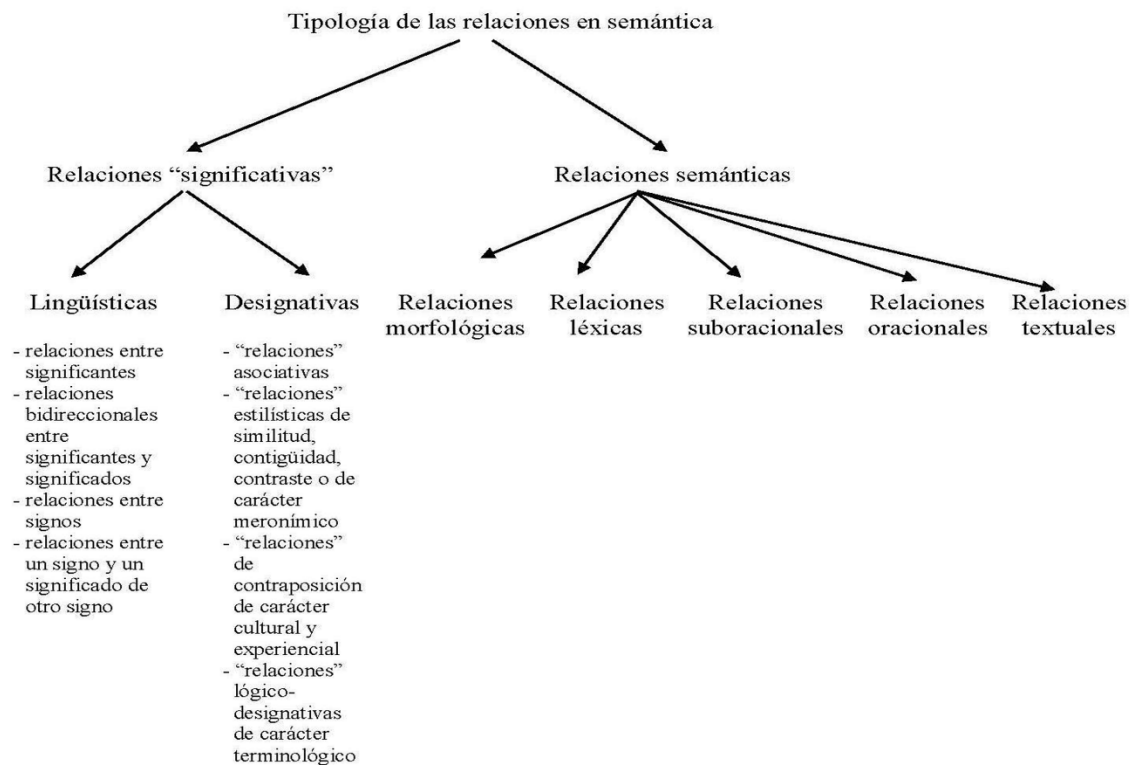 Tipología de las relaciones en semántica
Relaciones “significativas”
Relaciones semánticas
Lingüísticas
- relaciones entre
significantes
- relaciones
bidireccionales
entre
significantes y
significados
- relaciones entre
signos
- relaciones entre
un signo y un
significado de
otro signo
Designativas
- “relaciones”
asociativas
- “relaciones”
estilísticas de
similitud,
contigüidad,
contraste o de
carácter
meronímico
- “relaciones”
de
contraposición
de carácter
cultural y
experiencial
- “relaciones”
lógico-
designativas
de carácter
terminológico
Relaciones
morfológicas
Relaciones
léxicas
Relaciones
suboracionales
Relaciones
oracionales
Relaciones
textuales